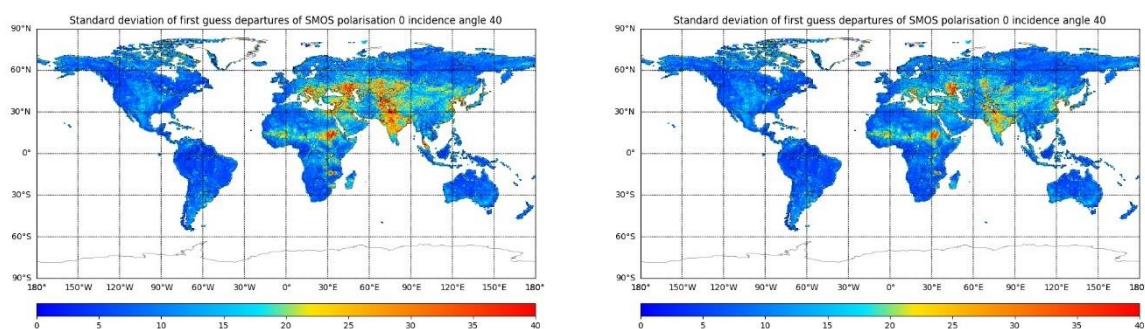 Standard deviation of first guess departures of SMOS polarisation 0 incidence angle 40
90°N
60°N
30°N
0°
30°S
60°S
90°S
180° 150°W 120°W 90°W 60°W 30°W 0° 30°E 60°E 90°E 120°E 150°E 180°
0 5 10 15 20 25 30 35 40
Standard deviation of first guess departures of SMOS polarisation 0 incidence angle 40
90°N
60°N
30°N
0°
30°S
60°S
90°S
180° 150°W 120°W 90°W 60°W 30°W 0° 30°E 60°E 90°E 120°E 150°E 180°
0 5 10 15 20 25 30 35 40